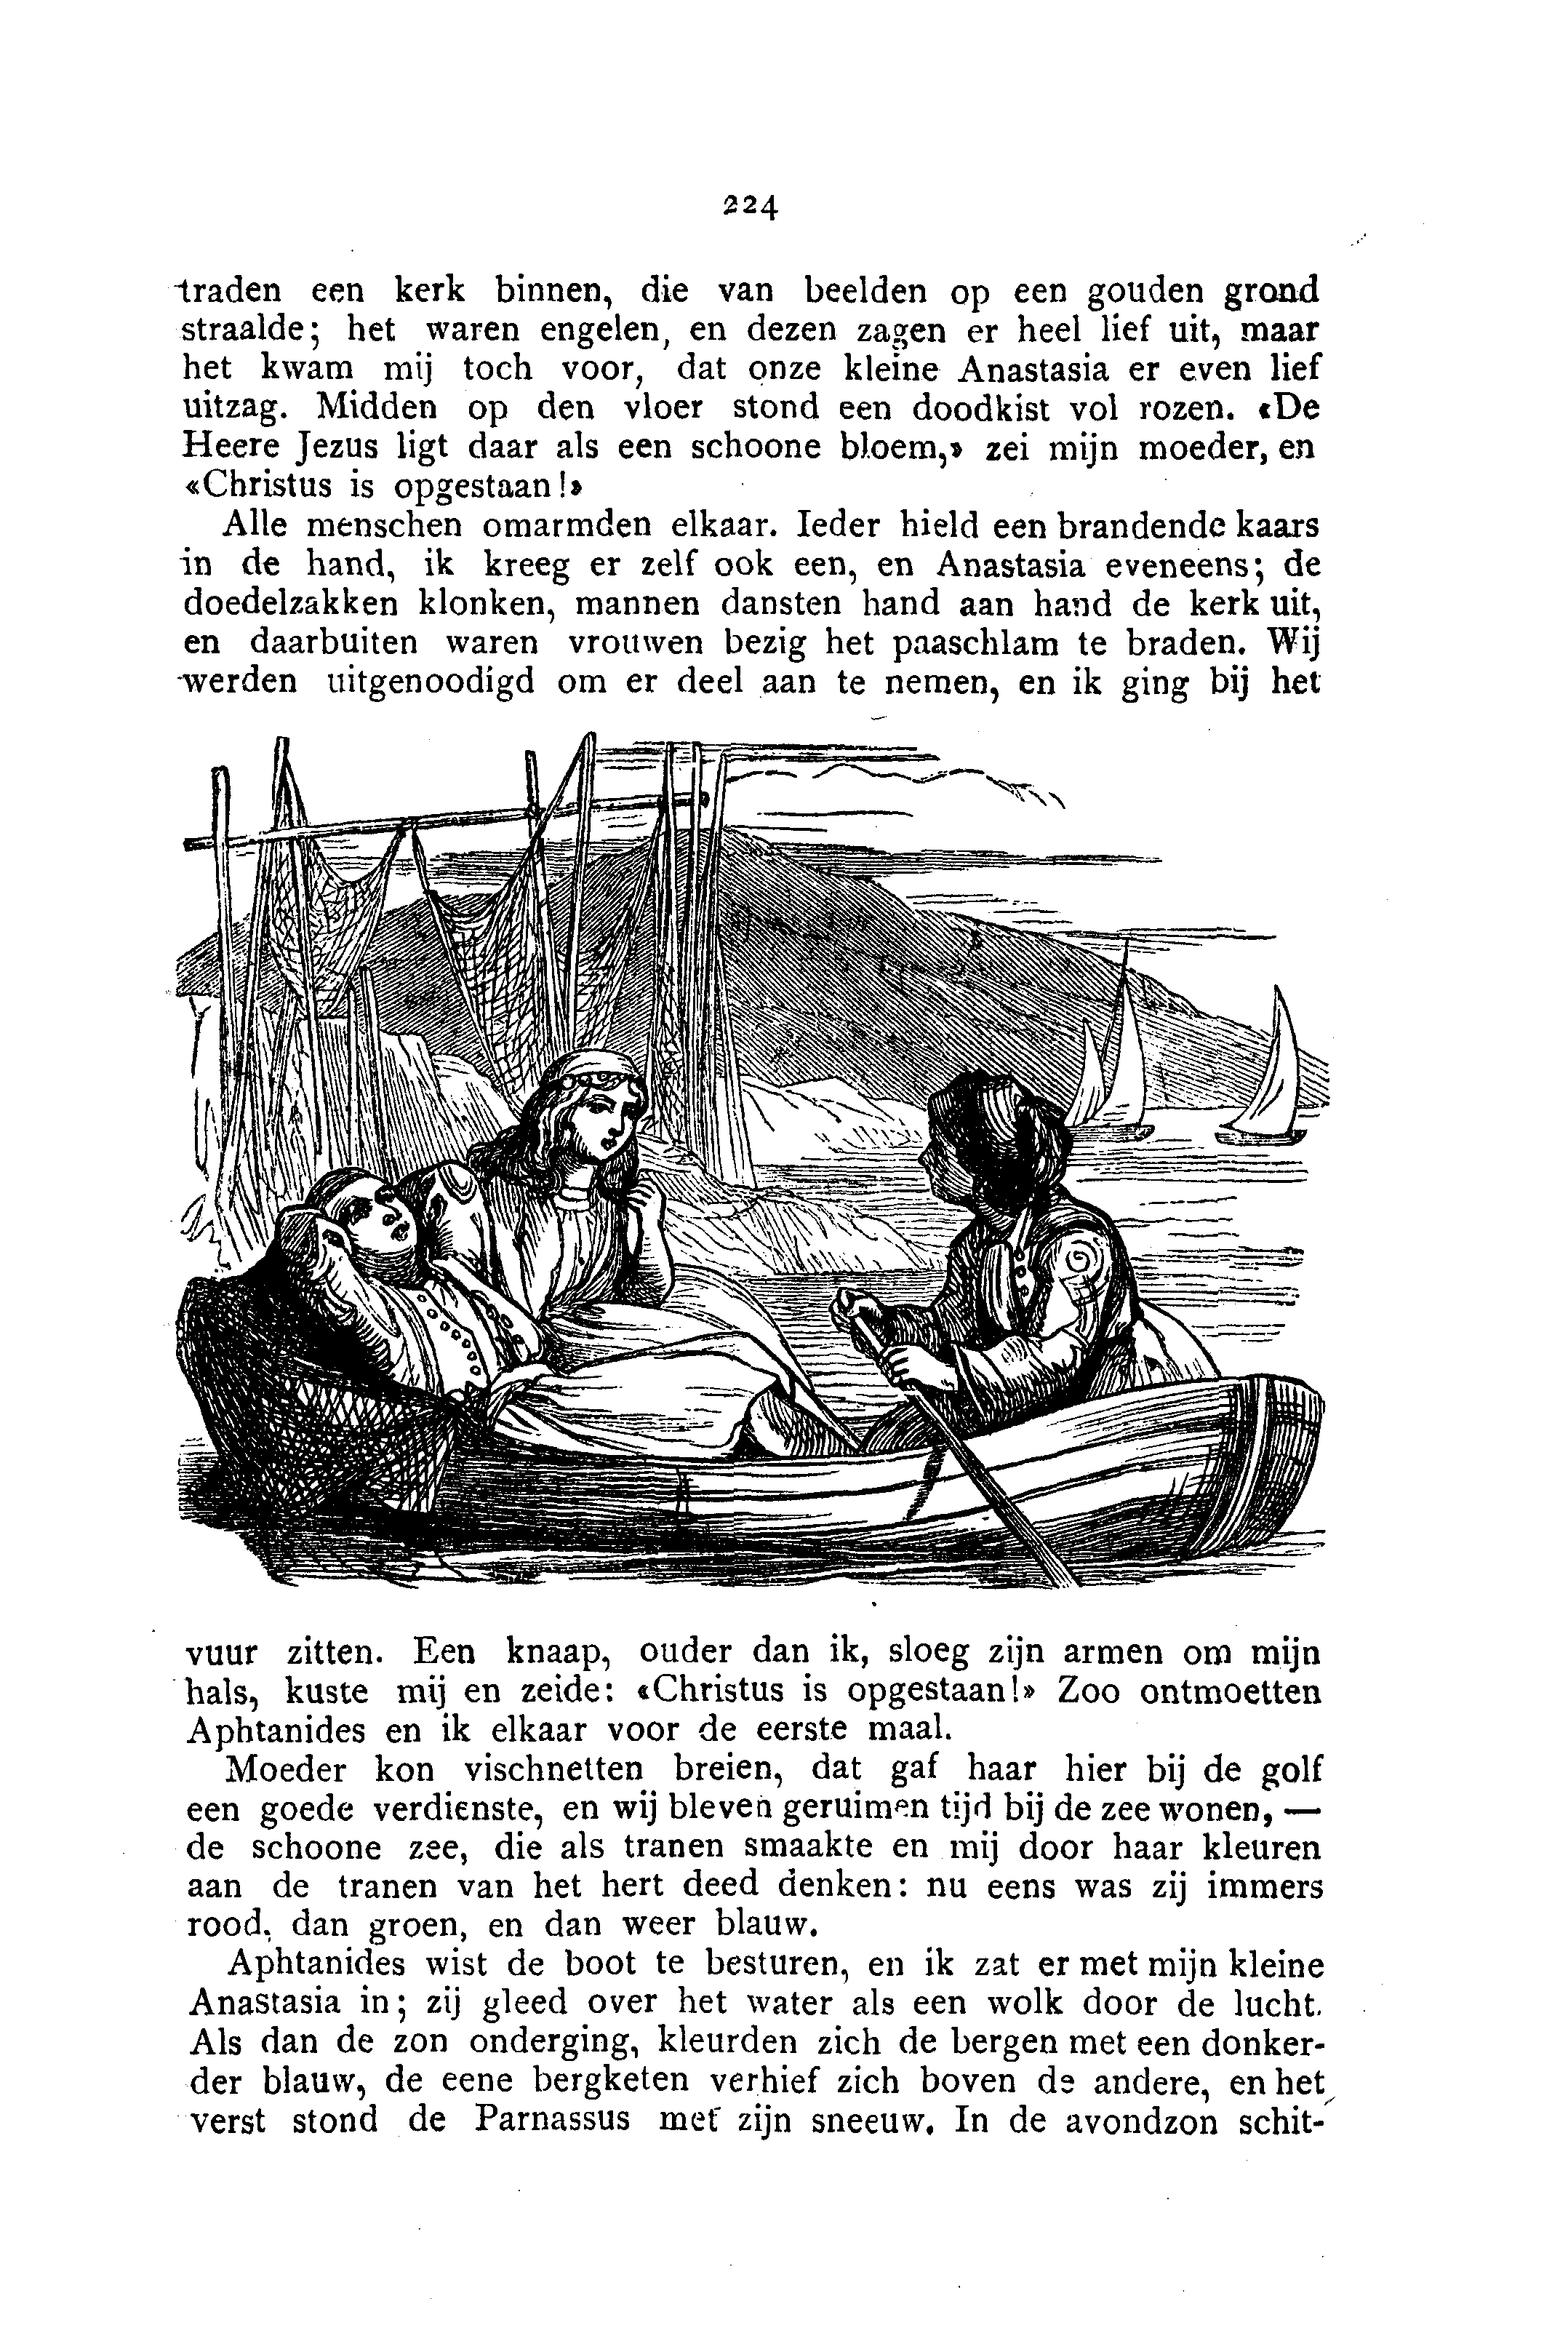 224
traden een kerk binnen, die van beelden op een gouden grond
straalde; het waren engelen, en dezen zagen er heel lief uit, maar
het kwam mij toch voor, dat onze kleine Anastasia er even lief
uitzag. Midden op den vloer stond een doodkist vol rozen. «De
Heere Jezus ligt daar als een schoone bloem,» zei mijn moeder, en
«Christus is opgestaan!»
Alle menschen omarmden elkaar. Ieder hield een brandende kaars
in de hand, ik kreeg er zelf ook een, en Anastasia eveneens; de
doedelzakken klonken, mannen dansten hand aan hand de kerk uit,
en daarbuiten waren vrouwen bezig het paaschlam te braden. Wij
werden uitgenoodigd om er deel aan te nemen, en ik ging bij het
vuur zitten. Een knaap, ouder dan ik, sloeg zijn armen om mijn
hals, kuste mij en zeide: «Christus is opgestaan!» Zoo ontmoetten
Aphtanides en ik elkaar voor de eerste maal.
Moeder kon vischnetten breien, dat gaf haar hier bij de golf
een goede verdienste, en wij bleven geruimen tijd bij de zee wonen, —
de schoone zee, die als tranen smaakte en mij door haar kleuren
aan de tranen van het hert deed denken: nu eens was zij immers
rood, dan groen, en dan weer blauw.
Aphtanides wist de boot te besturen, en ik zat er met mijn kleine
Anastasia in; zij gleed over het water als een wolk door de lucht.
Als dan de zon onderging, kleurden zich de bergen met een donker-
der blauw, de eene bergketen verhief zich boven de andere, en het
verst stond de Parnassus met zijn sneeuw. In de avondzon schit-